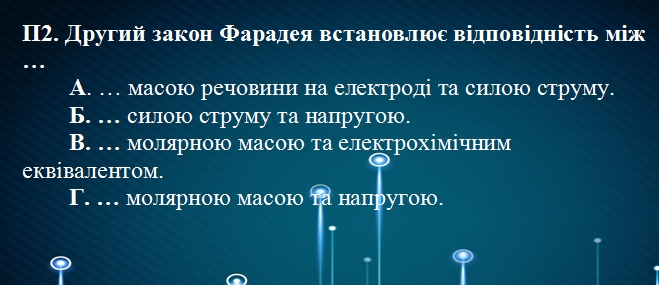 П2. Другий закон Фарадея встановлює відповідність між
…
А. … масою речовини на електроді та силою струму.
Б. … силою струму та напругою.
В. … молярною масою та електрохімічним
еквівалентом.
Г. … молярною масою та напругою.